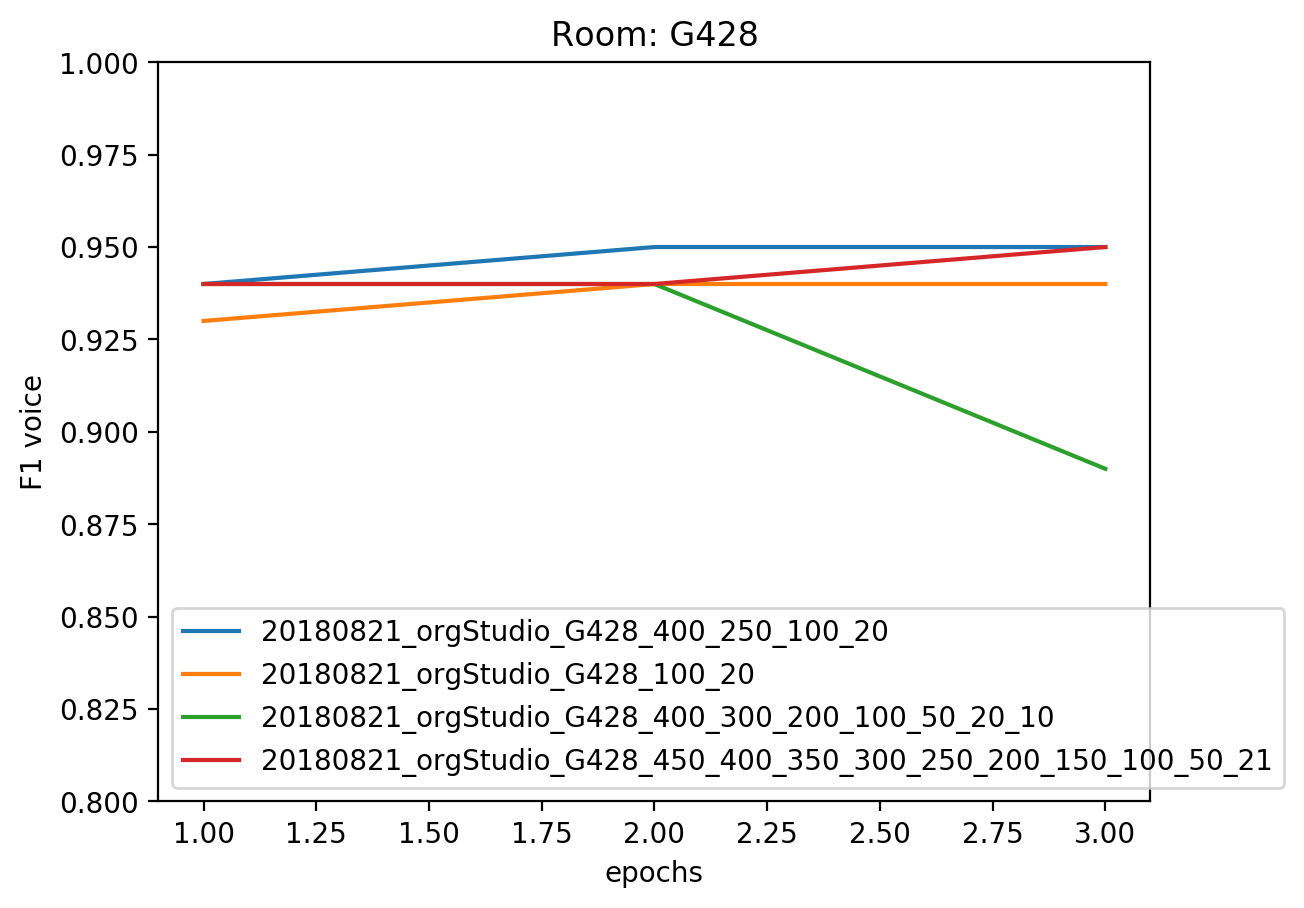 Room: G428
1.000
0.975
0.950
0.925
0.900
0.875
0.850
0.825
0.800
F1 voice
20180821_orgStudio_G428_400_250_100_20
20180821_orgStudio_G428_100_20
20180821_orgStudio_G428_400_300_200_100_50_20_10
20180821_orgStudio_G428_450_400_350_300_250_200_150_100_50_21
1.00 1.25 1.50 1.75 2.00 2.25 2.50 2.75 3.00
epochs